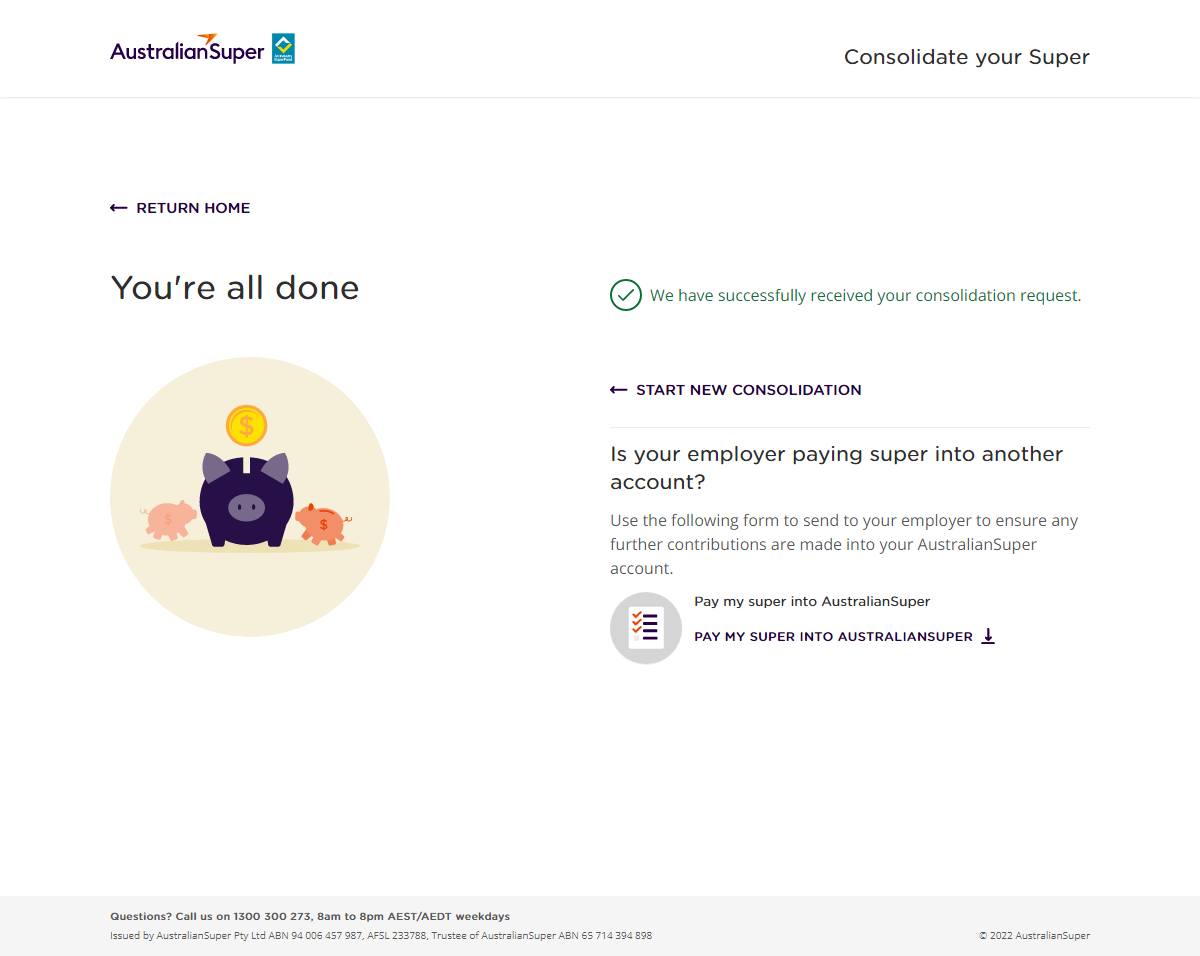 AustralianSuper
Consolidate your Super
RETURN HOME
You're all done
We have successfully received your consolidation request.
START NEW CONSOLIDATION
Is your employer paying super into another
account?
Use the following form to send to your employer to ensure any
further contributions are made into your AustralianSuper
account.
Pay my super into AustralianSuper
PAY MY SUPER INTO AUSTRALIANSUPER
$
$
$
Questions? Call us on 1300 300 273, 8am to 8pm AEST/AEDT weekdays
Issued by AustralianSuper Pty Ltd ABN 94 006 457 987, AFSL 233788, Trustee of AustralianSuper ABN 65 714 394 898
© 2022 AustralianSuper